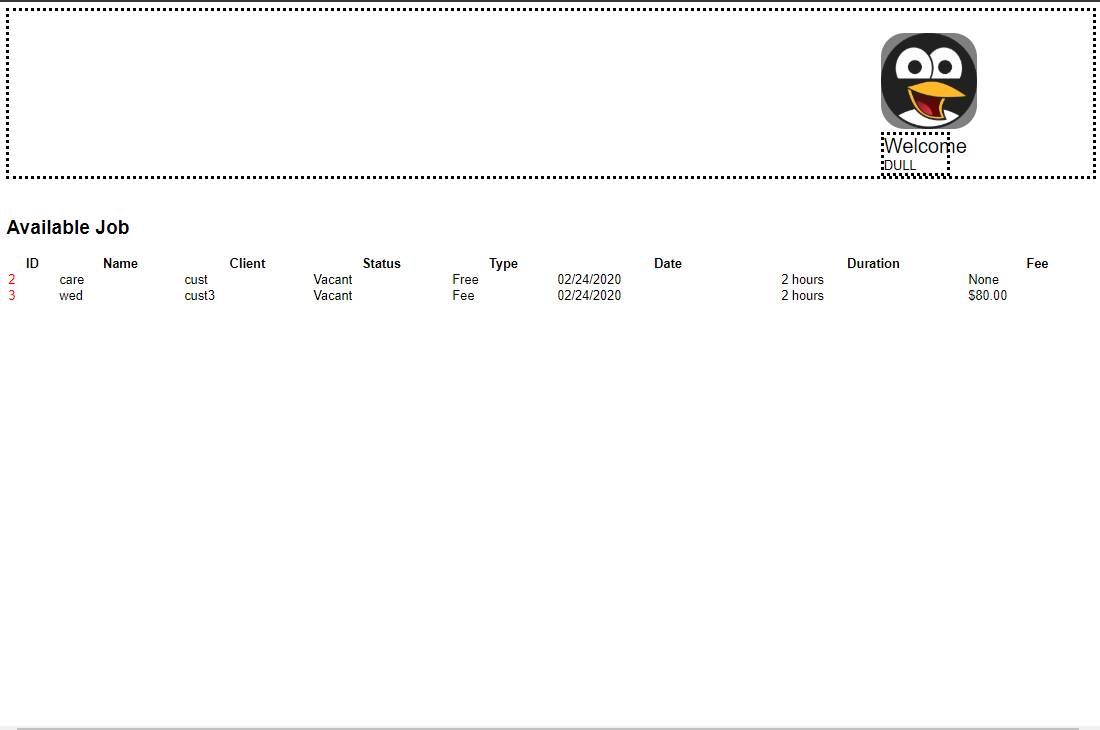 Welcome
DULL
Available Job
ID Name Client Status Type Date Duration Fee
2 care cust Vacant Free 02/24/2020 2 hours None
3 wed cust3 Vacant Fee 02/24/2020 2 hours $80.00